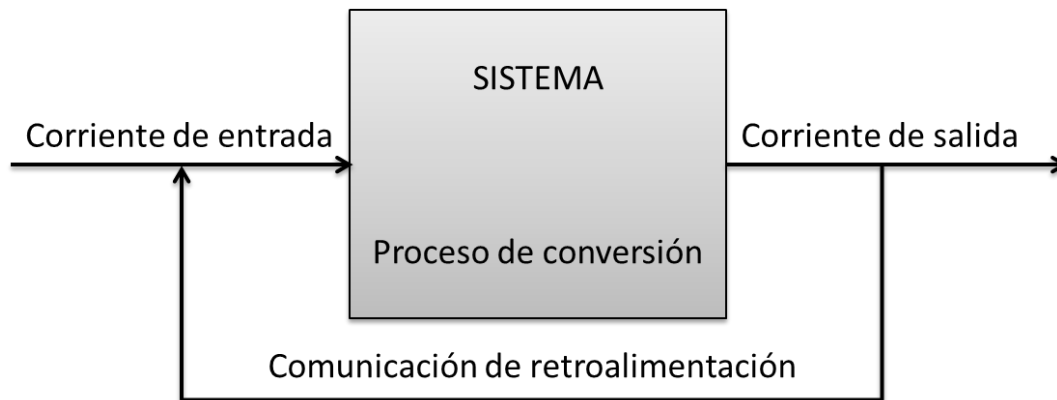 SISTEMA
Corriente de entrada
Corriente de salida
Proceso de conversión
Comunicación de retroalimentación